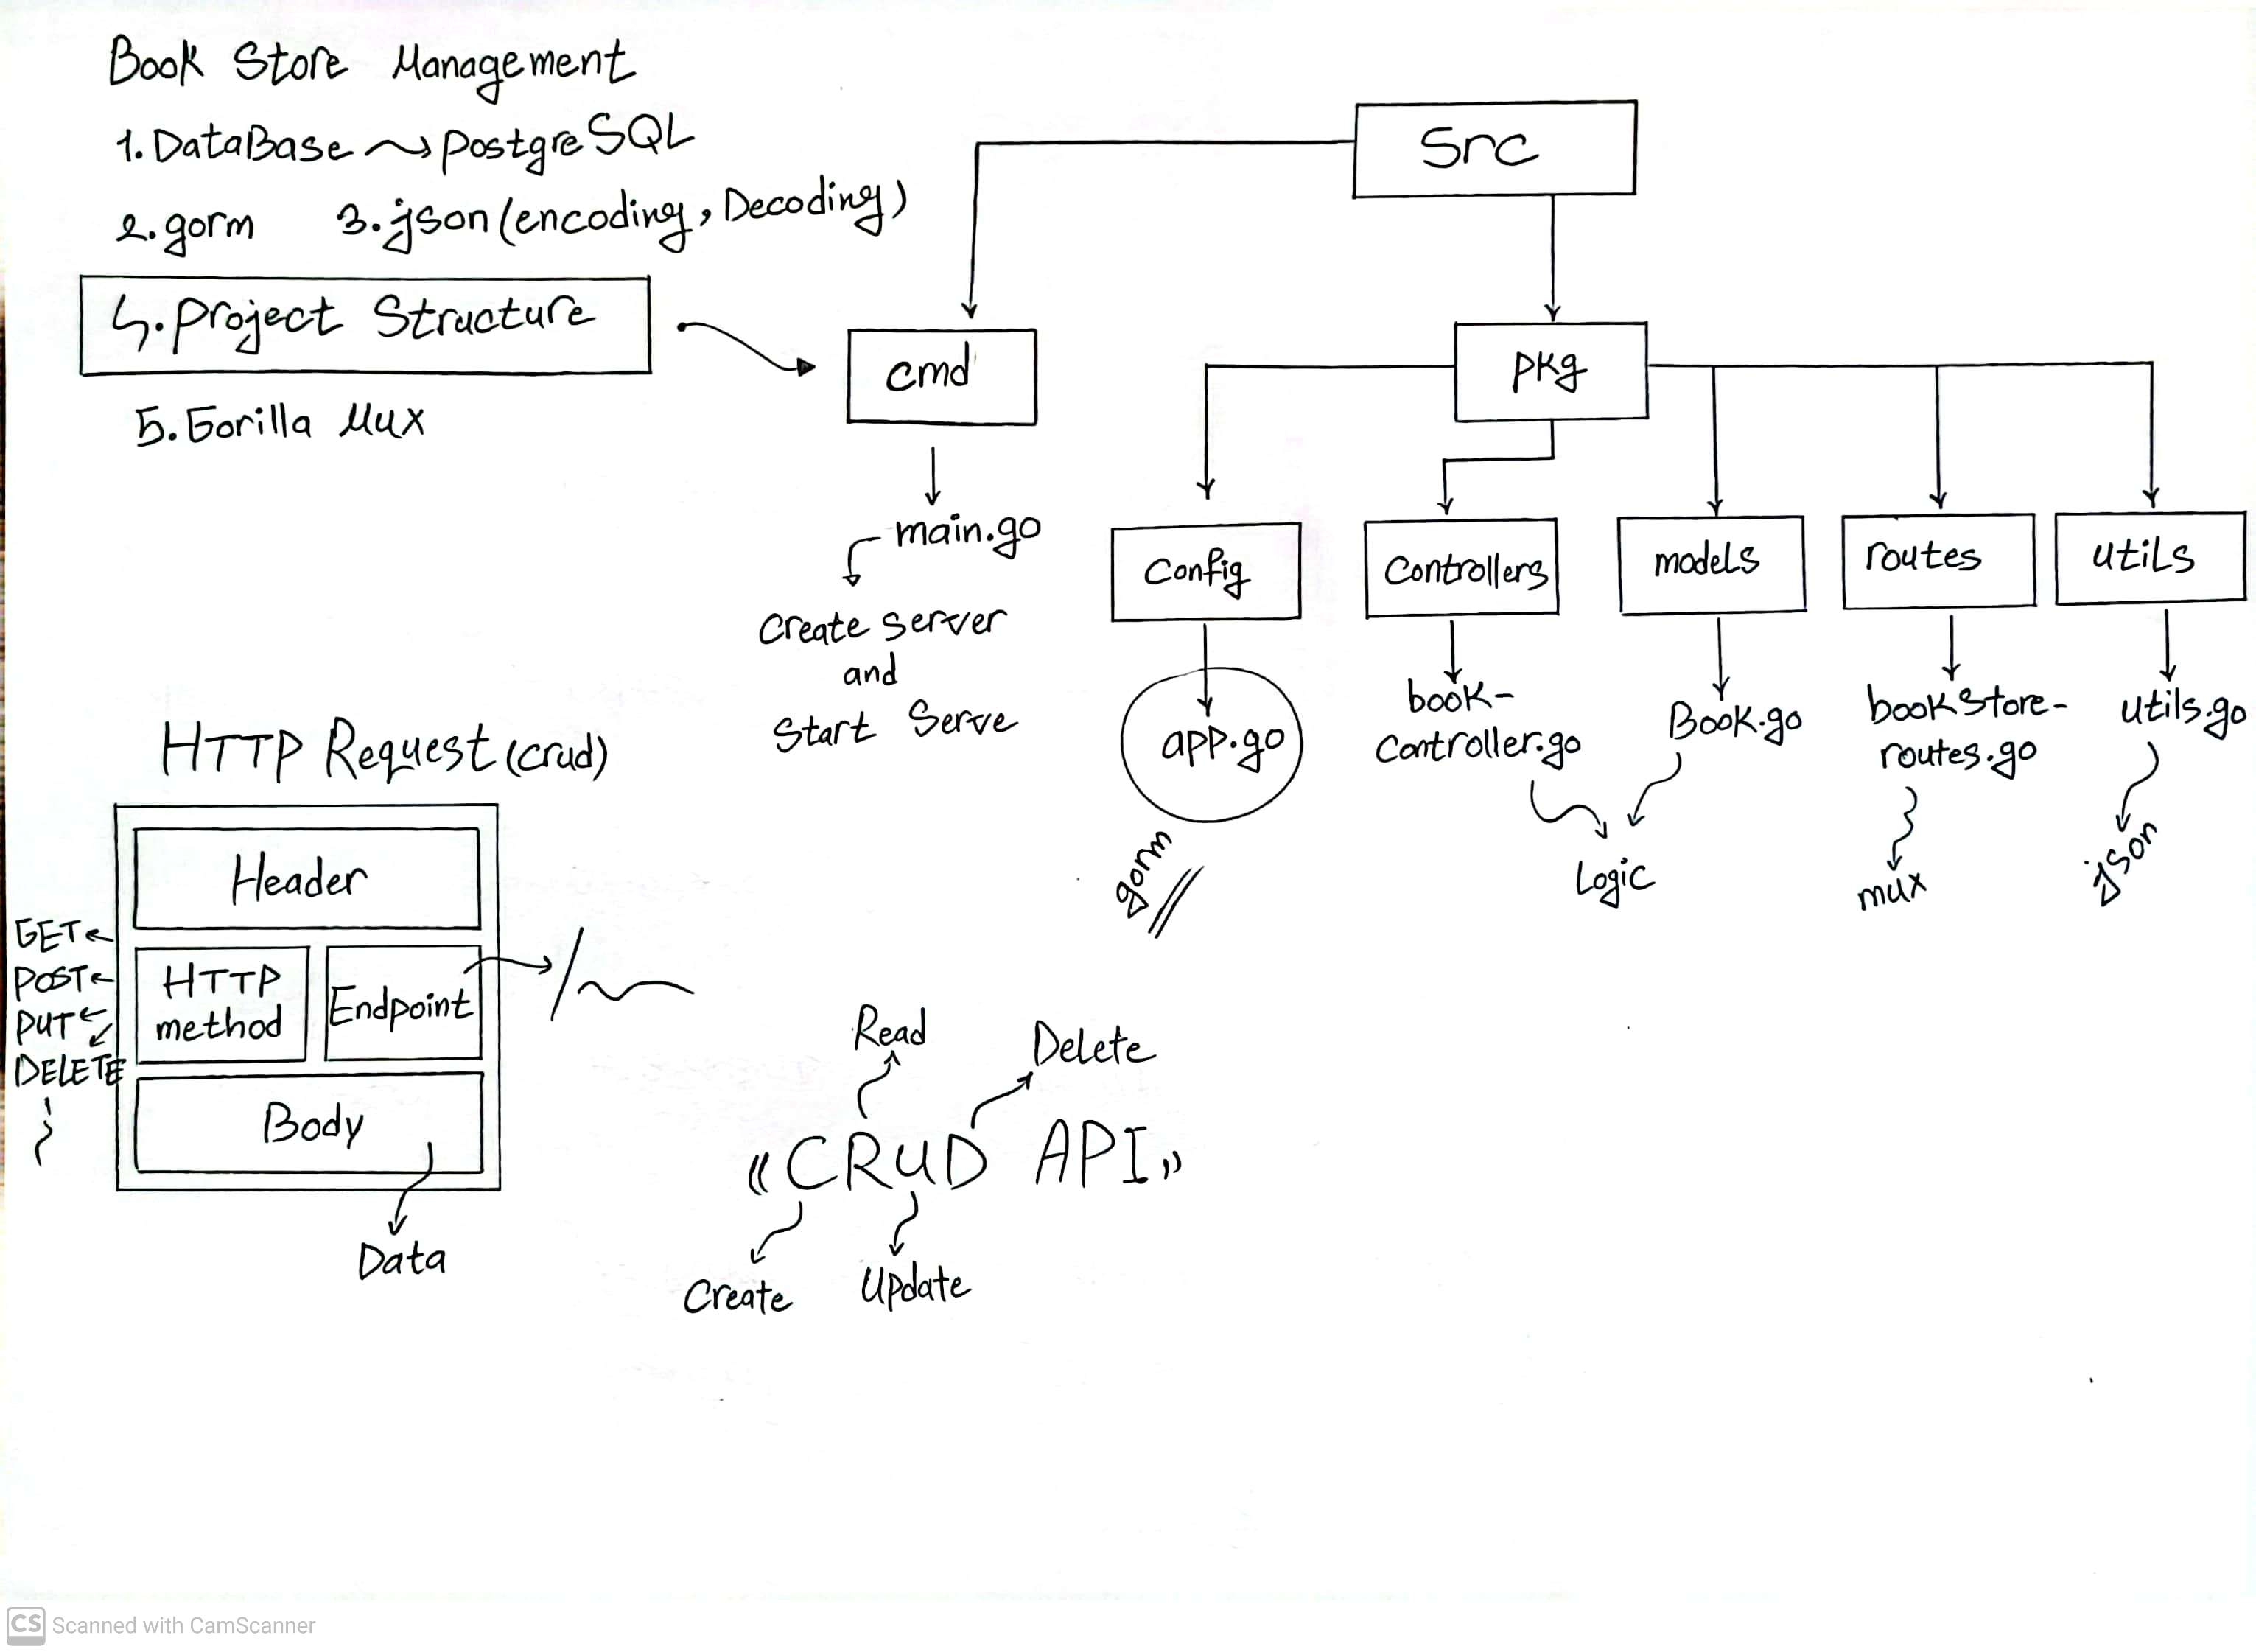 Book Store Management
1. DataBase → PostgreSQL
2. gorm 3. json (encoding, Decoding)
4. Project Structure
5. Gorilla Mux
Src
cmd
pkg
main.go
Create server
and
Start Serve
Config
Controllers
models
routes
utils
app.go
gorm
book-
Controller.go
Book.go
Logic
bookstore-
routes.go
mux
utils.go
json
HTTP Request (crud)
Header
GET
POST
PUT
DELETE
HTTP
method
Endpoint
/
Body
Data
Read
Delete
«CRUD API»
Create
Update
CS Scanned with CamScanner